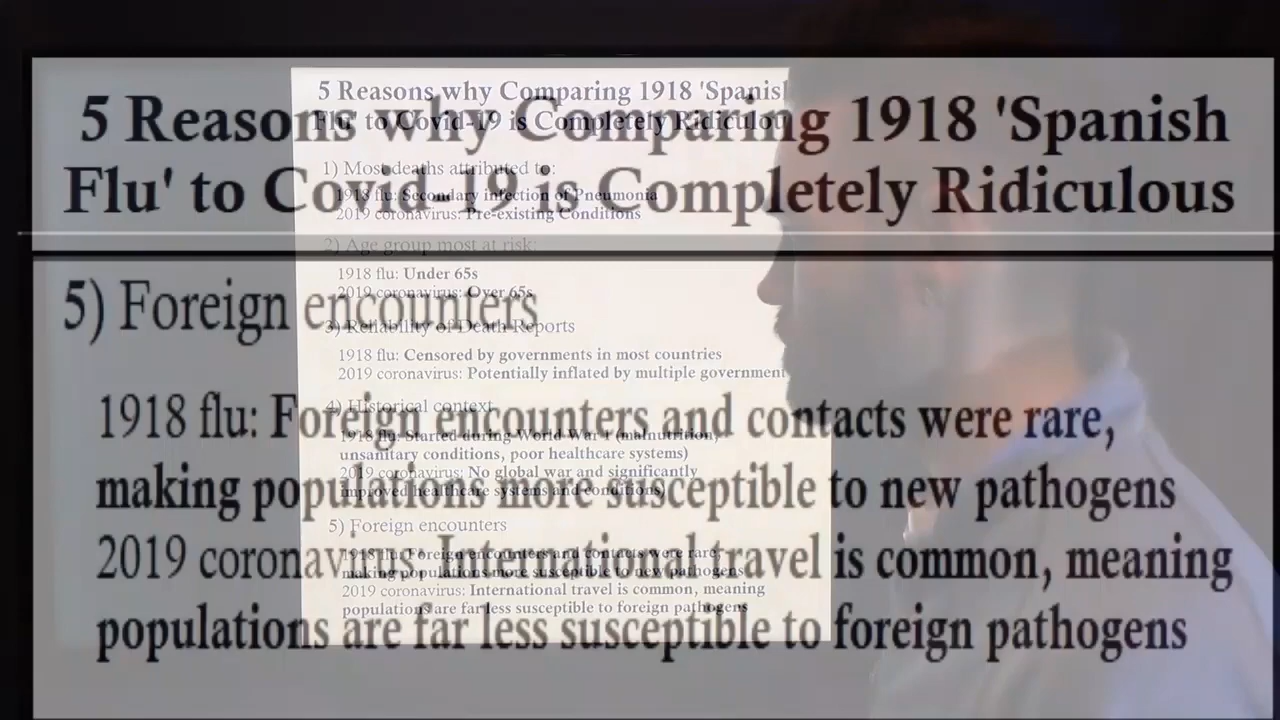 5 Reasons why Comparing 1918 'Spanish
Flu' to Covid-19 is Completely Ridiculous
5) Foreign encounters
1918 flu: Foreign encounters and contacts were rare,
making populations more susceptible to new pathogens
2019 coronavirus: International travel is common, meaning
populations are far less susceptible to foreign pathogens
5 Reasons why Comparing 1918 'Spanish
Flu' to Covid-19 is Completely Ridiculou
1) Most deaths attributed to:
1918 flu: Secondary infection of Pneumonia
2019 coronavirus: Pre-existing Conditions
2) Age group most at risk:
1918 flu: Under 65s
2019 coronavirus: Over 65s
3) Reliability of Death Reports
1918 flu: Censored by governments in most countries
2019 coronavirus: Potentially inflated by multiple government
4) Historical context
1918 flu: Started during World War 1 (malnutrition,
unsanitary conditions, poor healthcare systems)
2019 coronavirus: No global war and significantly
improved healthcare systems and conditions)
5) Foreign encounters
1918 flu: Foreign encounters and contacts were rare,
making populations more susceptible to new pathogens
2019 coronavirus: International travel is common, meaning
populations are far less susceptible to foreign pathogens